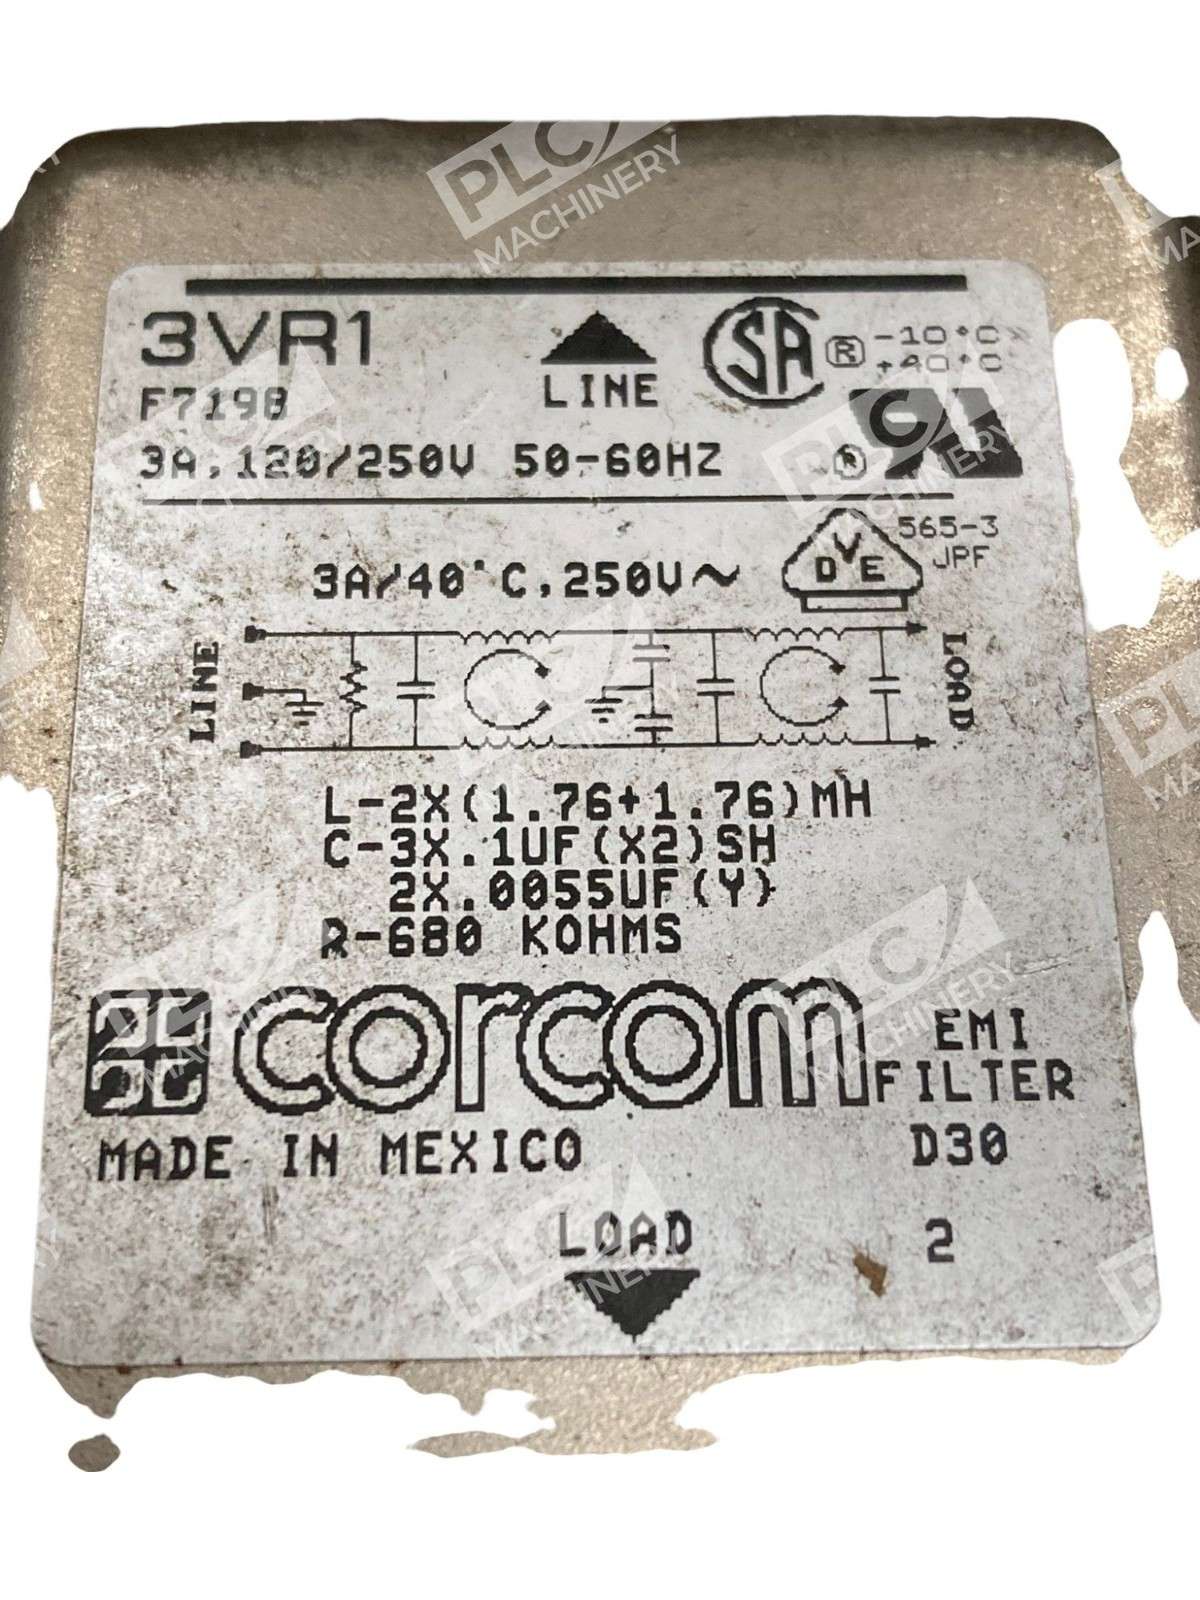 3VR1
LINE
SA ® -10°C
+40°C
F7198
3A, 120/250V 50-60HZ
®
3A/40°C, 250V~
DVE
565-3
JPF
LINE
LOAD
L-2X(1.76+1.76)MH
C-3X.1UF(X2)SH
2X.0055UF(Y)
R-680 KOHMS
corcom
EMI
FILTER
MADE IN MEXICO
D30
LOAD
2
PLC MACHINERY